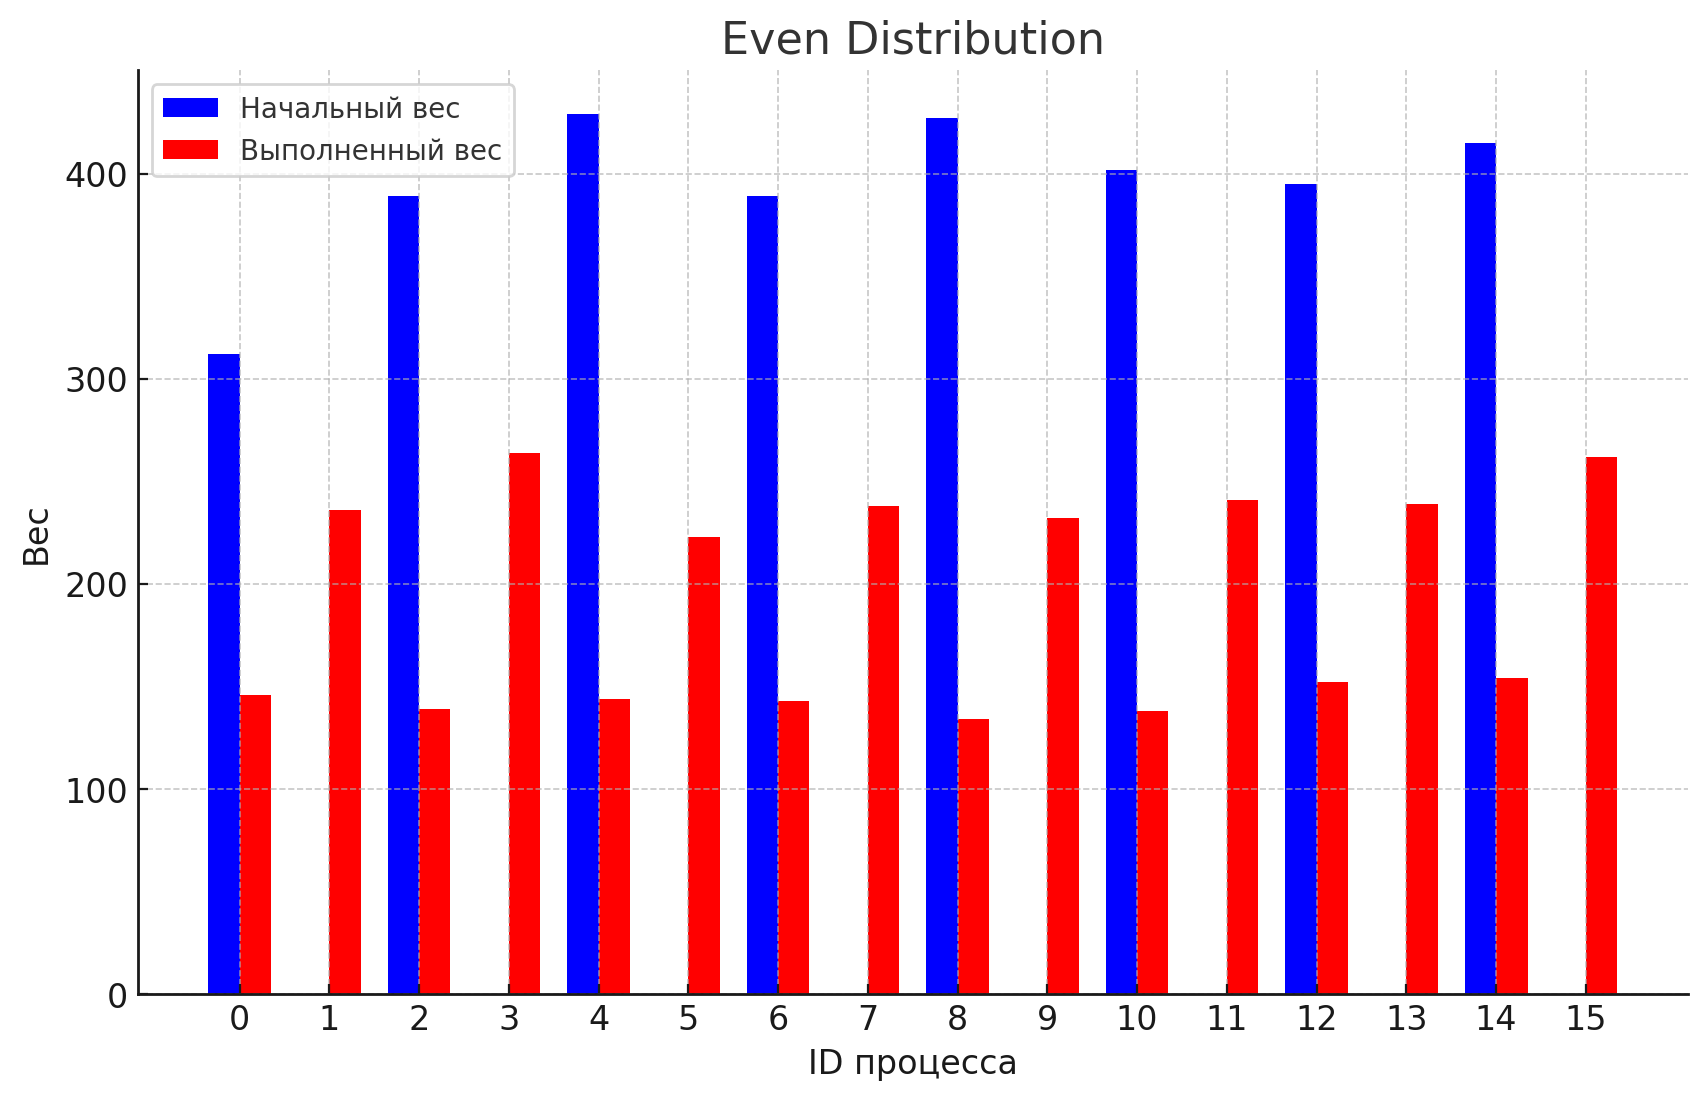 Even Distribution
Начальный вес
Выполненный вес
400
300
200
100
0
Вес
0 1 2 3 4 5 6 7 8 9 10 11 12 13 14 15
ID процесса